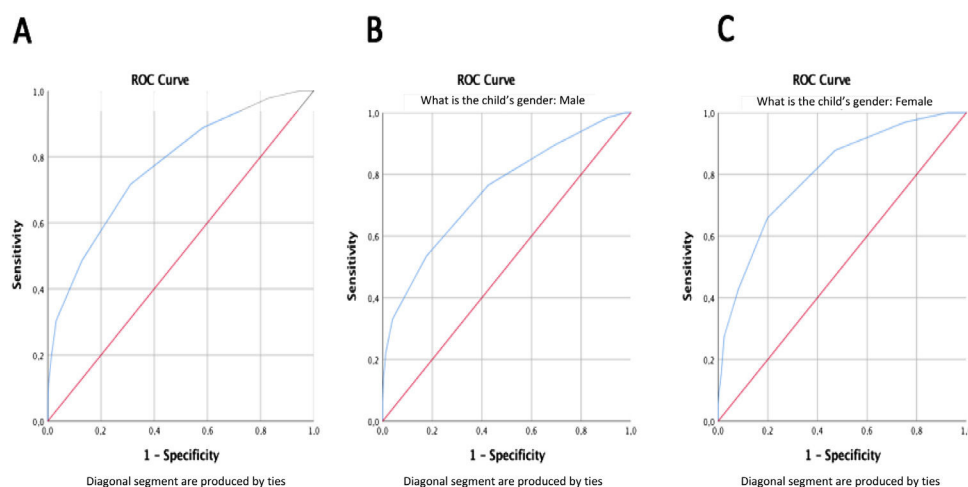 A
ROC Curve
1,0
0,8
0,6
0,4
0,2
0,0
0.0
0.2
0.4
0.6
0.8
1.0
Sensitivity
1 - Specificity
Diagonal segment are produced by ties
B
ROC Curve
What is the child's gender: Male
1,0
0,8
0,6
0,4
0,2
0,0
0.0
0.2
0.4
0.6
0.8
1.0
Sensitivity
1 - Specificity
Diagonal segment are produced by ties
C
ROC Curve
What is the child's gender: Female
1,0
0,8
0,6
0,4
0,2
0,0
0.0
0.2
0.4
0.6
0.8
1.0
Sensitivity
1 - Specificity
Diagonal segment are produced by ties